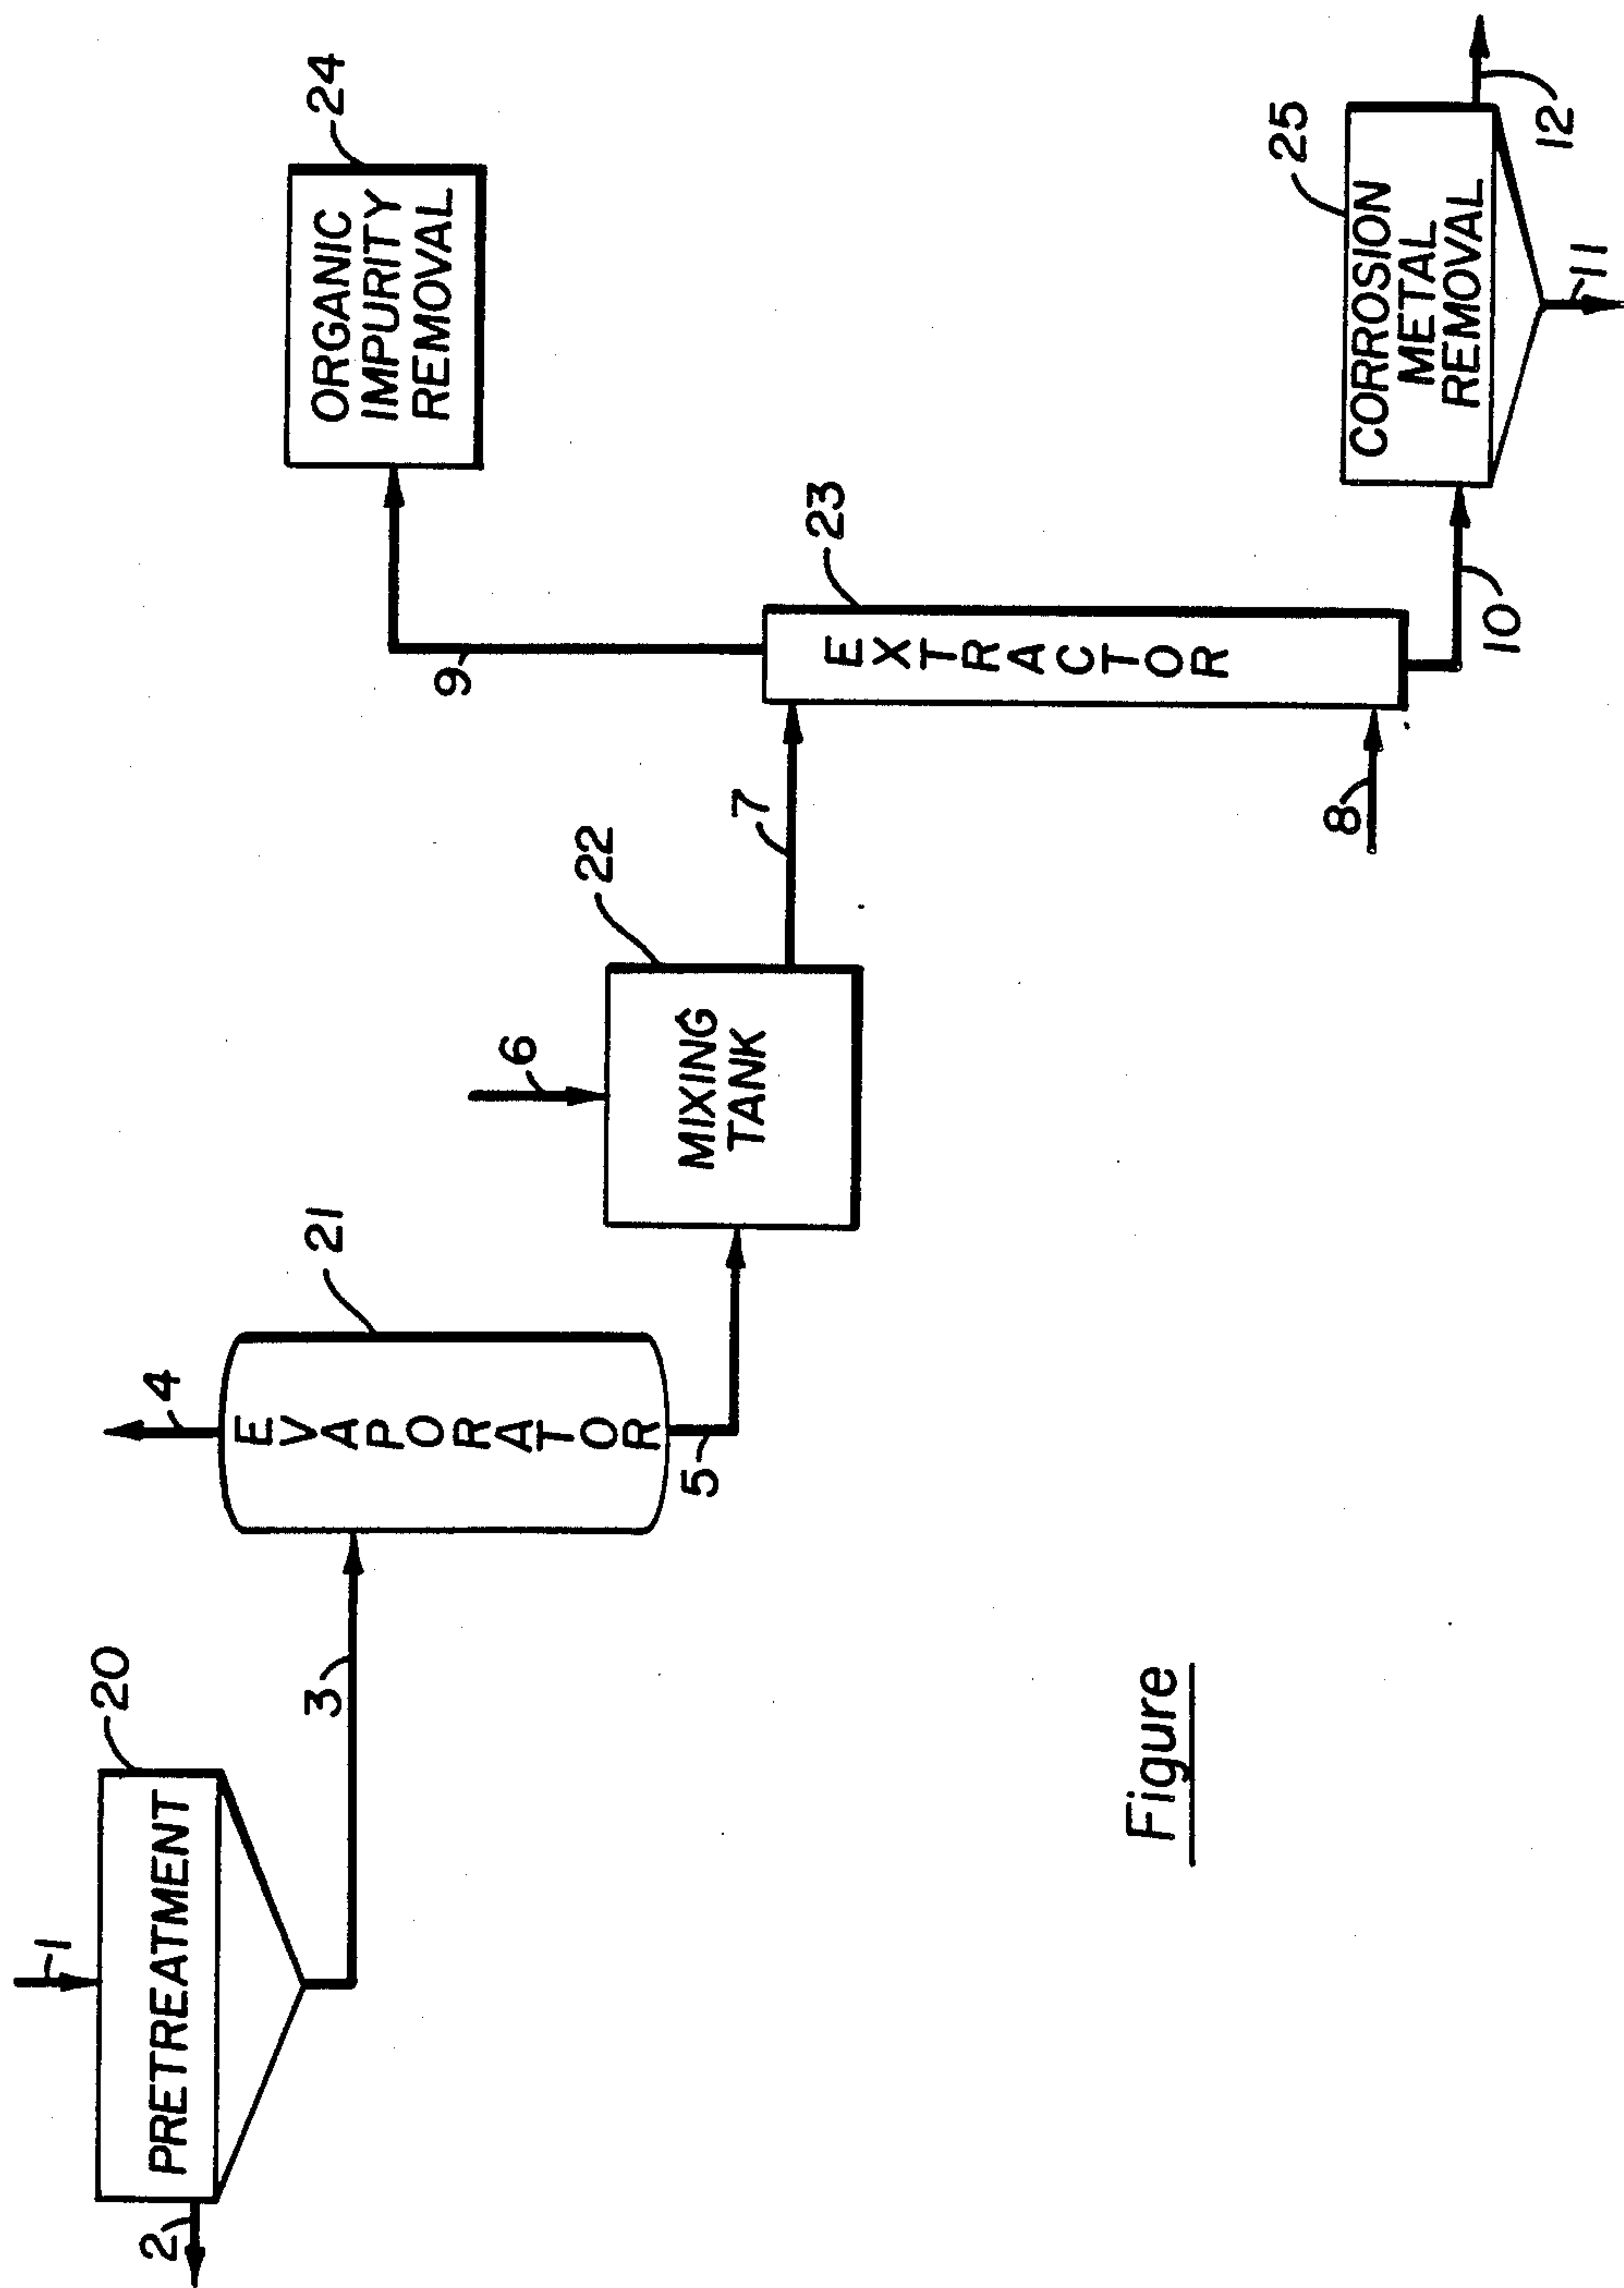 1
PRETREATMENT
20
2
3
4
EVAPORATOR
21
5
6
MIXING
TANK
22
7
8
EXTRACTOR
23
9
ORGANIC
IMPURITY
REMOVAL
24
10
CORROSION
METAL
REMOVAL
25
11
12
Figure